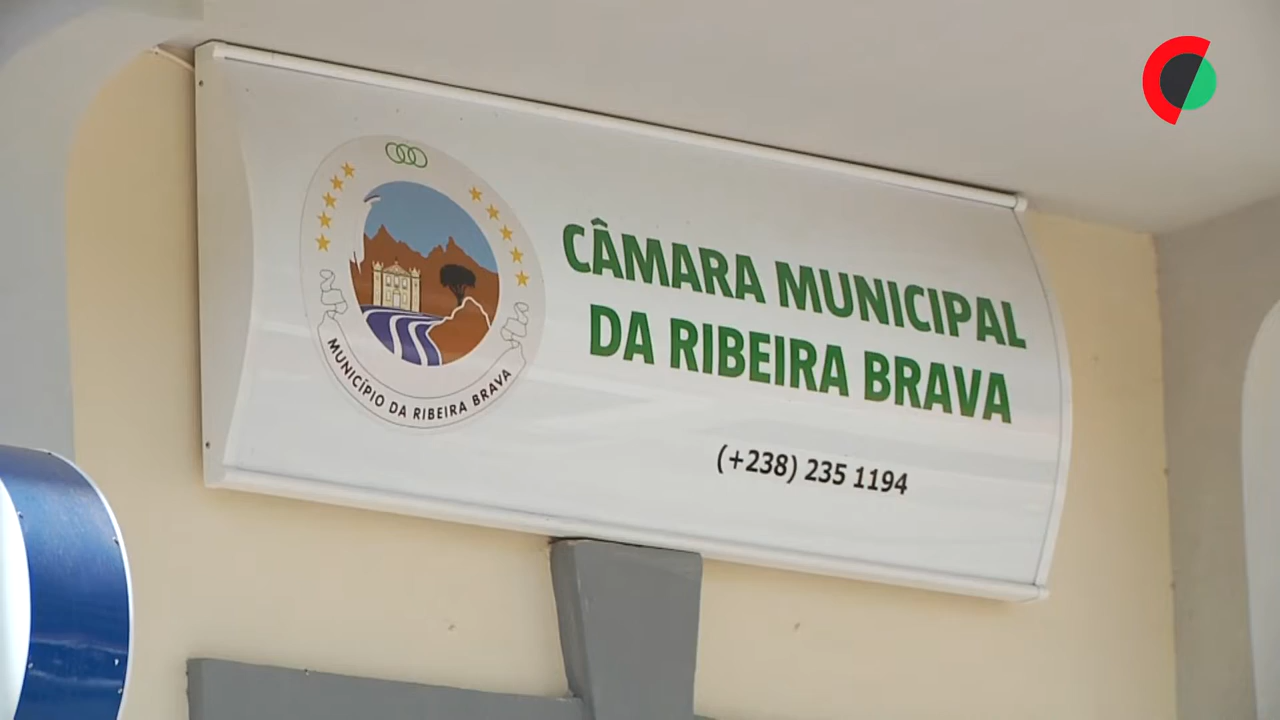 CÂMARA MUNICIPAL
DA RIBEIRA BRAVA
(+238) 235 1194
MUNICÍPIO DA RIBEIRA BRAVA